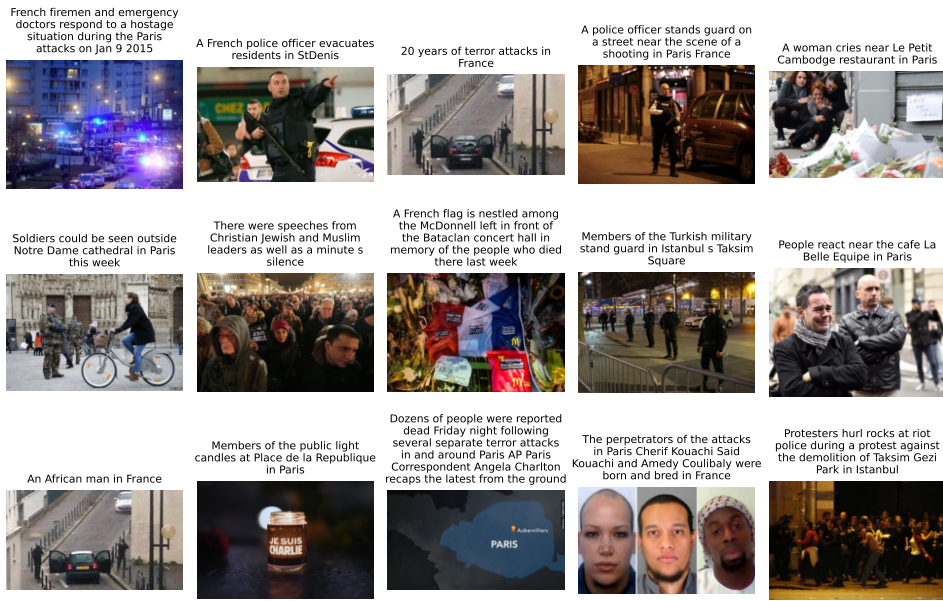 French firemen and emergency
doctors respond to a hostage
situation during the Paris
attacks on Jan 9 2015
A French police officer evacuates
residents in StDenis
20 years of terror attacks in
France
A police officer stands guard on
a street near the scene of a
shooting in Paris France
A woman cries near Le Petit
Cambodge restaurant in Paris
CHEZ
Soldiers could be seen outside
Notre Dame cathedral in Paris
this week
There were speeches from
Christian Jewish and Muslim
leaders as well as a minute s
silence
A French flag is nestled among
the McDonnell left in front of
the Bataclan concert hall in
memory of the people who died
there last week
Members of the Turkish military
stand guard in Istanbul s Taksim
Square
People react near the cafe La
Belle Equipe in Paris
An African man in France
Members of the public light
candles at Place de la Republique
in Paris
JE SUIS
CHARLIE
Dozens of people were reported
dead Friday night following
several separate terror attacks
in and around Paris AP Paris
Correspondent Angela Charlton
recaps the latest from the ground
Aubervilliers
PARIS
The perpetrators of the attacks
in Paris Cherif Kouachi Said
Kouachi and Amedy Coulibaly were
born and bred in France
Protesters hurl rocks at riot
police during a protest against
the demolition of Taksim Gezi
Park in Istanbul